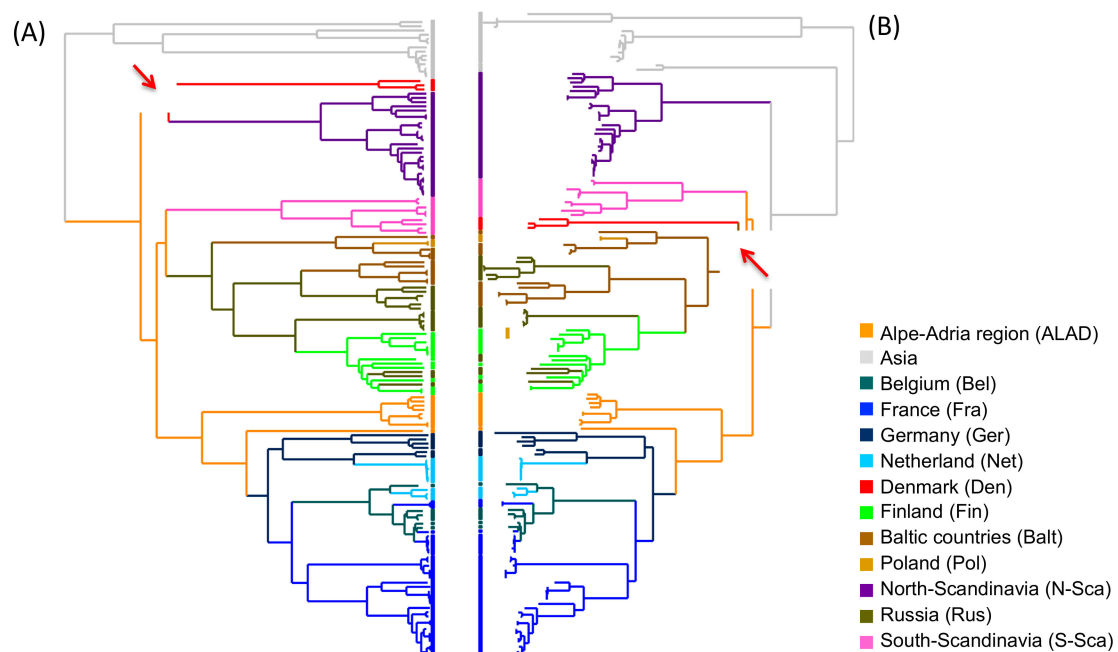 (A)
(B)
Alpe-Adria region (ALAD)
Asia
Belgium (Bel)
France (Fra)
Germany (Ger)
Netherland (Net)
Denmark (Den)
Finland (Fin)
Baltic countries (Balt)
Poland (Pol)
North-Scandinavia (N-Sca)
Russia (Rus)
South-Scandinavia (S-Sca)